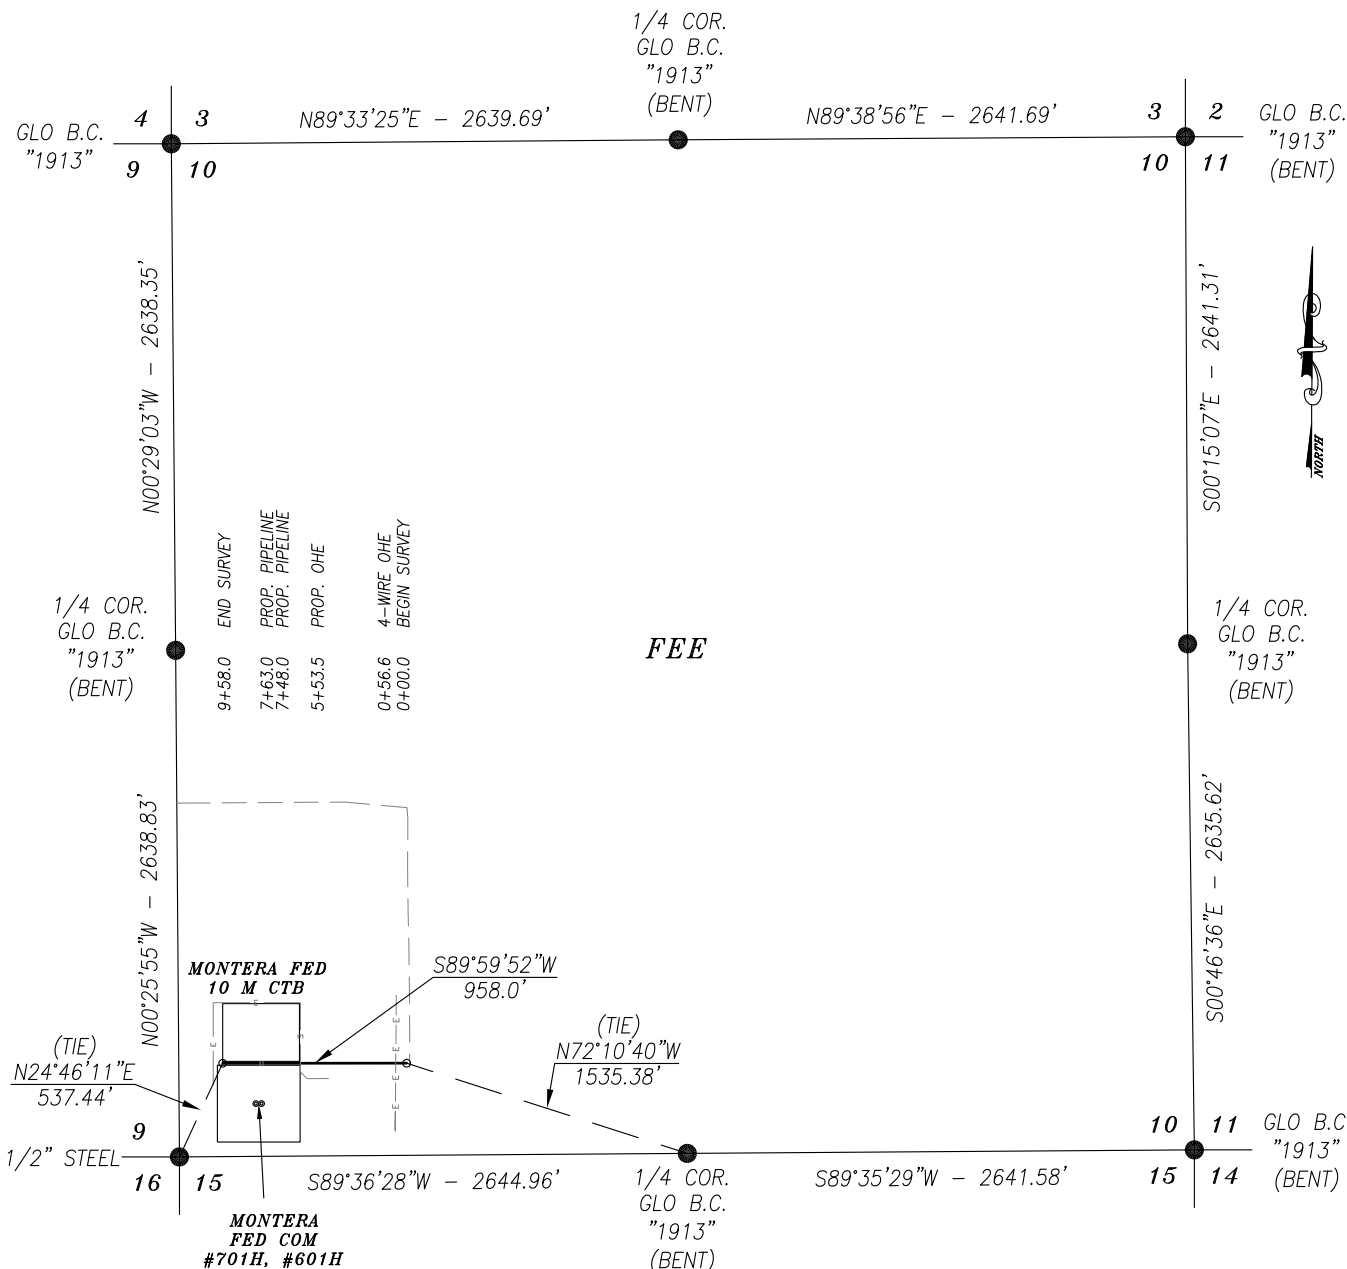 1/4 COR.
GLO B.C.
"1913"
(BENT)
4 3
N89°33'25"E - 2639.69'
N89°38'56"E - 2641.69'
3 2
GLO B.C.
"1913"
GLO B.C.
"1913"
(BENT)
9 10
10 11
N00°29'03"W - 2638.35'
S00°15'07"E - 2641.31'
NORTH
9+58.0 END SURVEY
7+63.0 PROP. PIPELINE
7+48.0 PROP. PIPELINE
5+53.5 PROP. OHE
0+56.6 4-WIRE OHE
0+00.0 BEGIN SURVEY
1/4 COR.
GLO B.C.
"1913"
(BENT)
FEE
1/4 COR.
GLO B.C.
"1913"
(BENT)
N00°25'55"W - 2638.83'
S00°46'36"E - 2635.62'
MONTERA FED
10 M CTB
S89°59'52"W
958.0'
E
E
E
E
E
E
E
(TIE)
N24°46'11"E
537.44'
(TIE)
N72°10'40"W
1535.38'
9
10 11
1/2" STEEL
GLO B.C
"1913"
(BENT)
16 15
S89°36'28"W - 2644.96'
1/4 COR.
GLO B.C.
"1913"
(BENT)
S89°35'29"W - 2641.58'
15 14
MONTERA
FED COM
#701H, #601H